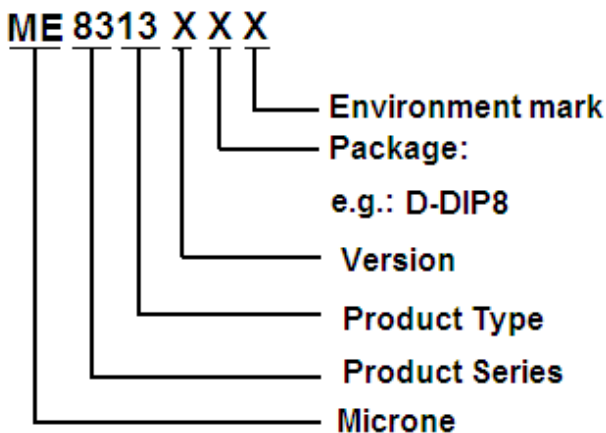 ME 8313 X X X
Environment mark
Package:
e.g.: D-DIP8
Version
Product Type
Product Series
Microne